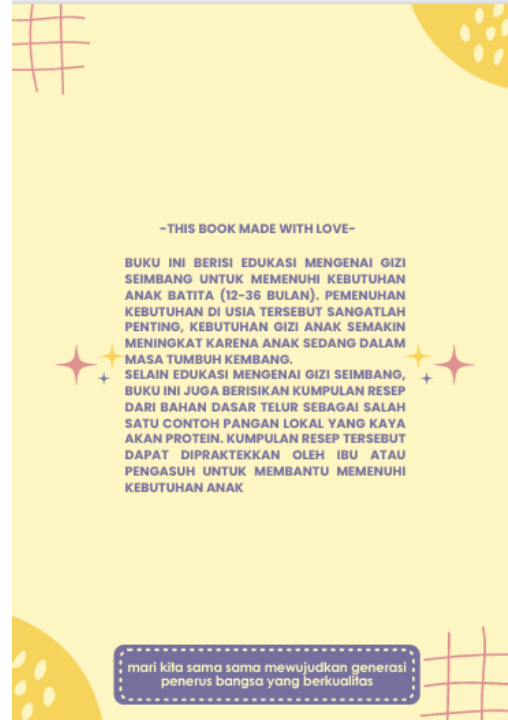 -THIS BOOK MADE WITH LOVE-
BUKU INI BERISI EDUKASI MENGENAI GIZI
SEIMBANG UNTUK MEMENUHI KEBUTUHAN
ANAK BATITA (12-36 BULAN). PEMENUHAN
KEBUTUHAN DI USIA TERSEBUT SANGATLAH
PENTING, KEBUTUHAN GIZI ANAK SEMAKIN
MENINGKAT KARENA ANAK SEDANG DALAM
MASA TUMBUH KEMBANG.
SELAIN EDUKASI MENGENAI GIZI SEIMBANG,
BUKU INI JUGA BERISIKAN KUMPULAN RESEP
DARI BAHAN DASAR TELUR SEBAGAI SALAH
SATU CONTOH PANGAN LOKAL YANG KAYA
AKAN PROTEIN. KUMPULAN RESEP TERSEBUT
DAPAT DIPRAKTEKKAN OLEH IBU ATAU
PENGASUH UNTUK MEMBANTU MEMENUHI
KEBUTUHAN ANAK
mari kita sama sama mewujudkan generasi
penerus bangsa yang berkualitas